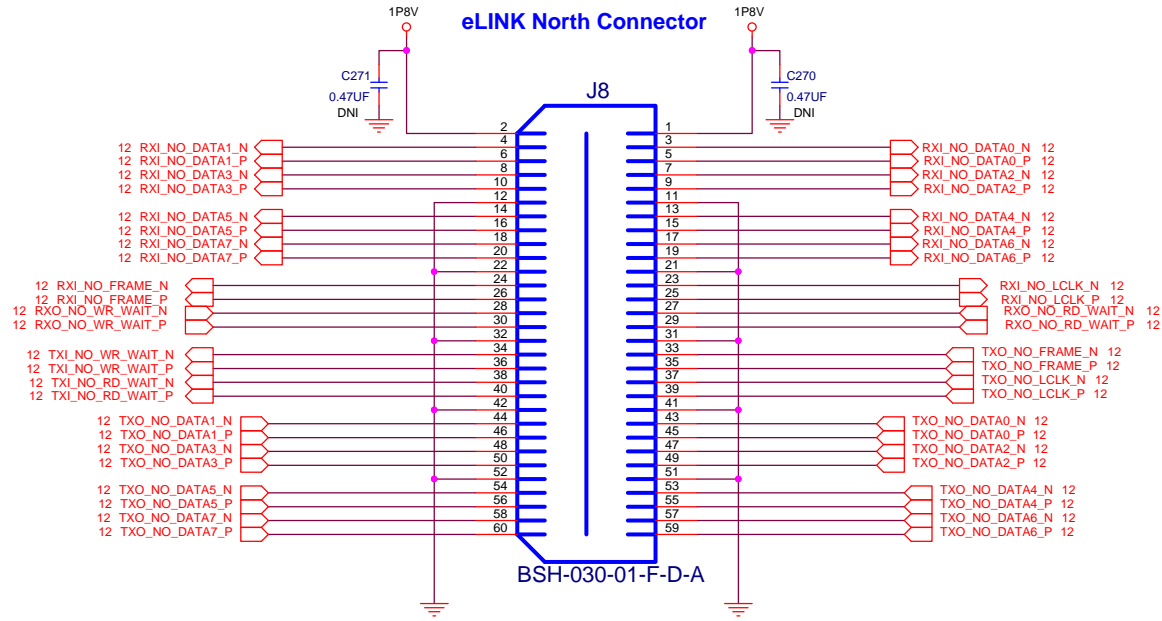 eLINK North Connector
1P8V
1P8V
C271
0.47UF
DNI
C270
0.47UF
DNI
J8
2 1
12 RXI_NO_DATA1_N 4 3 RXI_NO_DATA0_N 12
12 RXI_NO_DATA1_P 6 5 RXI_NO_DATA0_P 12
12 RXI_NO_DATA3_N 8 7 RXI_NO_DATA2_N 12
12 RXI_NO_DATA3_P 10 9 RXI_NO_DATA2_P 12
12 11
12 RXI_NO_DATA5_N 14 13 RXI_NO_DATA4_N 12
12 RXI_NO_DATA5_P 16 15 RXI_NO_DATA4_P 12
12 RXI_NO_DATA7_N 18 17 RXI_NO_DATA6_N 12
12 RXI_NO_DATA7_P 20 19 RXI_NO_DATA6_P 12
22 21
12 RXI_NO_FRAME_N 24 23 RXI_NO_LCLK_N 12
12 RXI_NO_FRAME_P 26 25 RXI_NO_LCLK_P 12
12 RXO_NO_WR_WAIT_N 28 27 RXO_NO_RD_WAIT_N 12
12 RXO_NO_WR_WAIT_P 30 29 RXO_NO_RD_WAIT_P 12
32 31
12 TXI_NO_WR_WAIT_N 34 33 TXO_NO_FRAME_N 12
12 TXI_NO_WR_WAIT_P 36 35 TXO_NO_FRAME_P 12
12 TXI_NO_RD_WAIT_N 38 37 TXO_NO_LCLK_N 12
12 TXI_NO_RD_WAIT_P 40 39 TXO_NO_LCLK_P 12
42 41
12 TXO_NO_DATA1_N 44 43 TXO_NO_DATA0_N 12
12 TXO_NO_DATA1_P 46 45 TXO_NO_DATA0_P 12
12 TXO_NO_DATA3_N 48 47 TXO_NO_DATA2_N 12
12 TXO_NO_DATA3_P 50 49 TXO_NO_DATA2_P 12
52 51
12 TXO_NO_DATA5_N 54 53 TXO_NO_DATA4_N 12
12 TXO_NO_DATA5_P 56 55 TXO_NO_DATA4_P 12
12 TXO_NO_DATA7_N 58 57 TXO_NO_DATA6_N 12
12 TXO_NO_DATA7_P 60 59 TXO_NO_DATA6_P 12
BSH-030-01-F-D-A